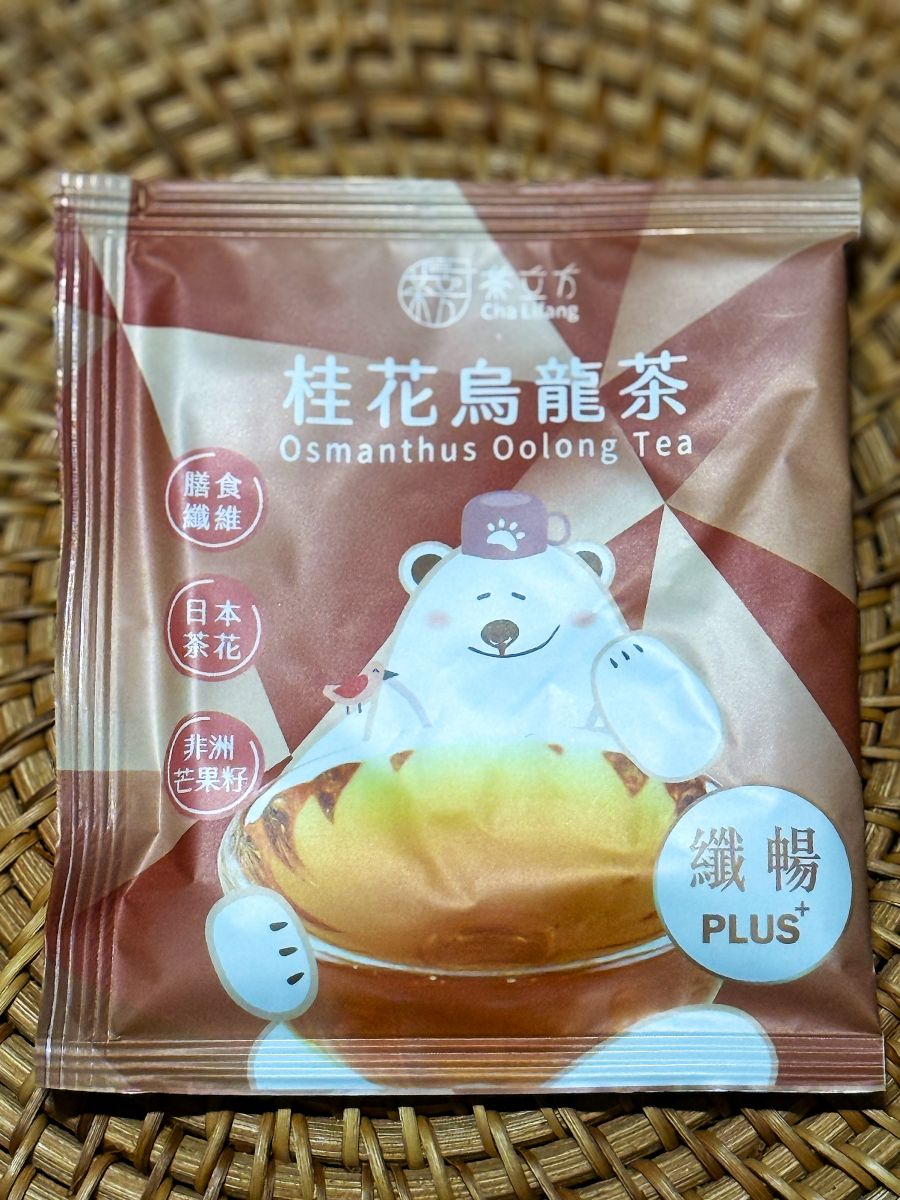 茶立方
Cha Lifang
桂花烏龍茶
Osmanthus Oolong Tea
膳食
纖維
日本
茶花
非洲
芒果籽
纖暢
PLUS+